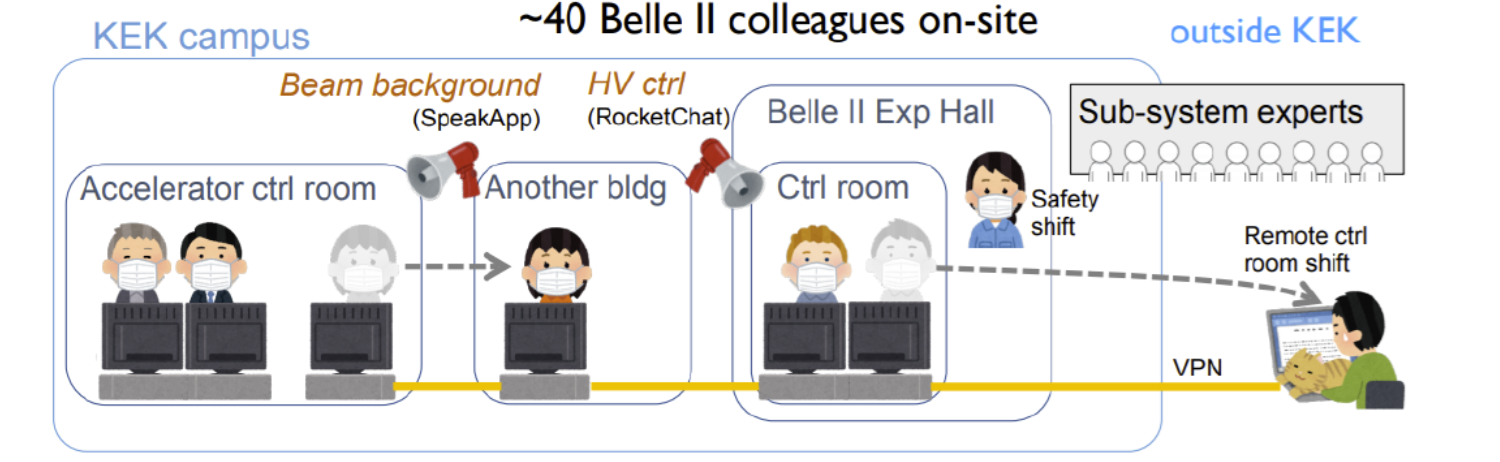 ~40 Belle II colleagues on-site
KEK campus
outside KEK
Beam background
(SpeakApp)
HV ctrl
(RocketChat)
Belle II Exp Hall
Sub-system experts
Accelerator ctrl room
Another bldg
Ctrl room
Safety
shift
Remote ctrl
room shift
VPN